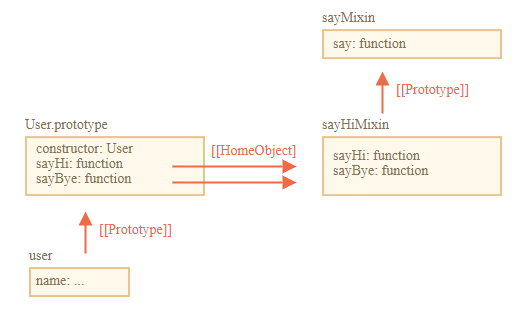 sayMixin
say: function
[[Prototype]]
User.prototype
sayHiMixin
constructor: User
sayHi: function
sayBye: function
[[HomeObject]
sayHi: function
sayBye: function
[[Prototype]]
user
name: ...